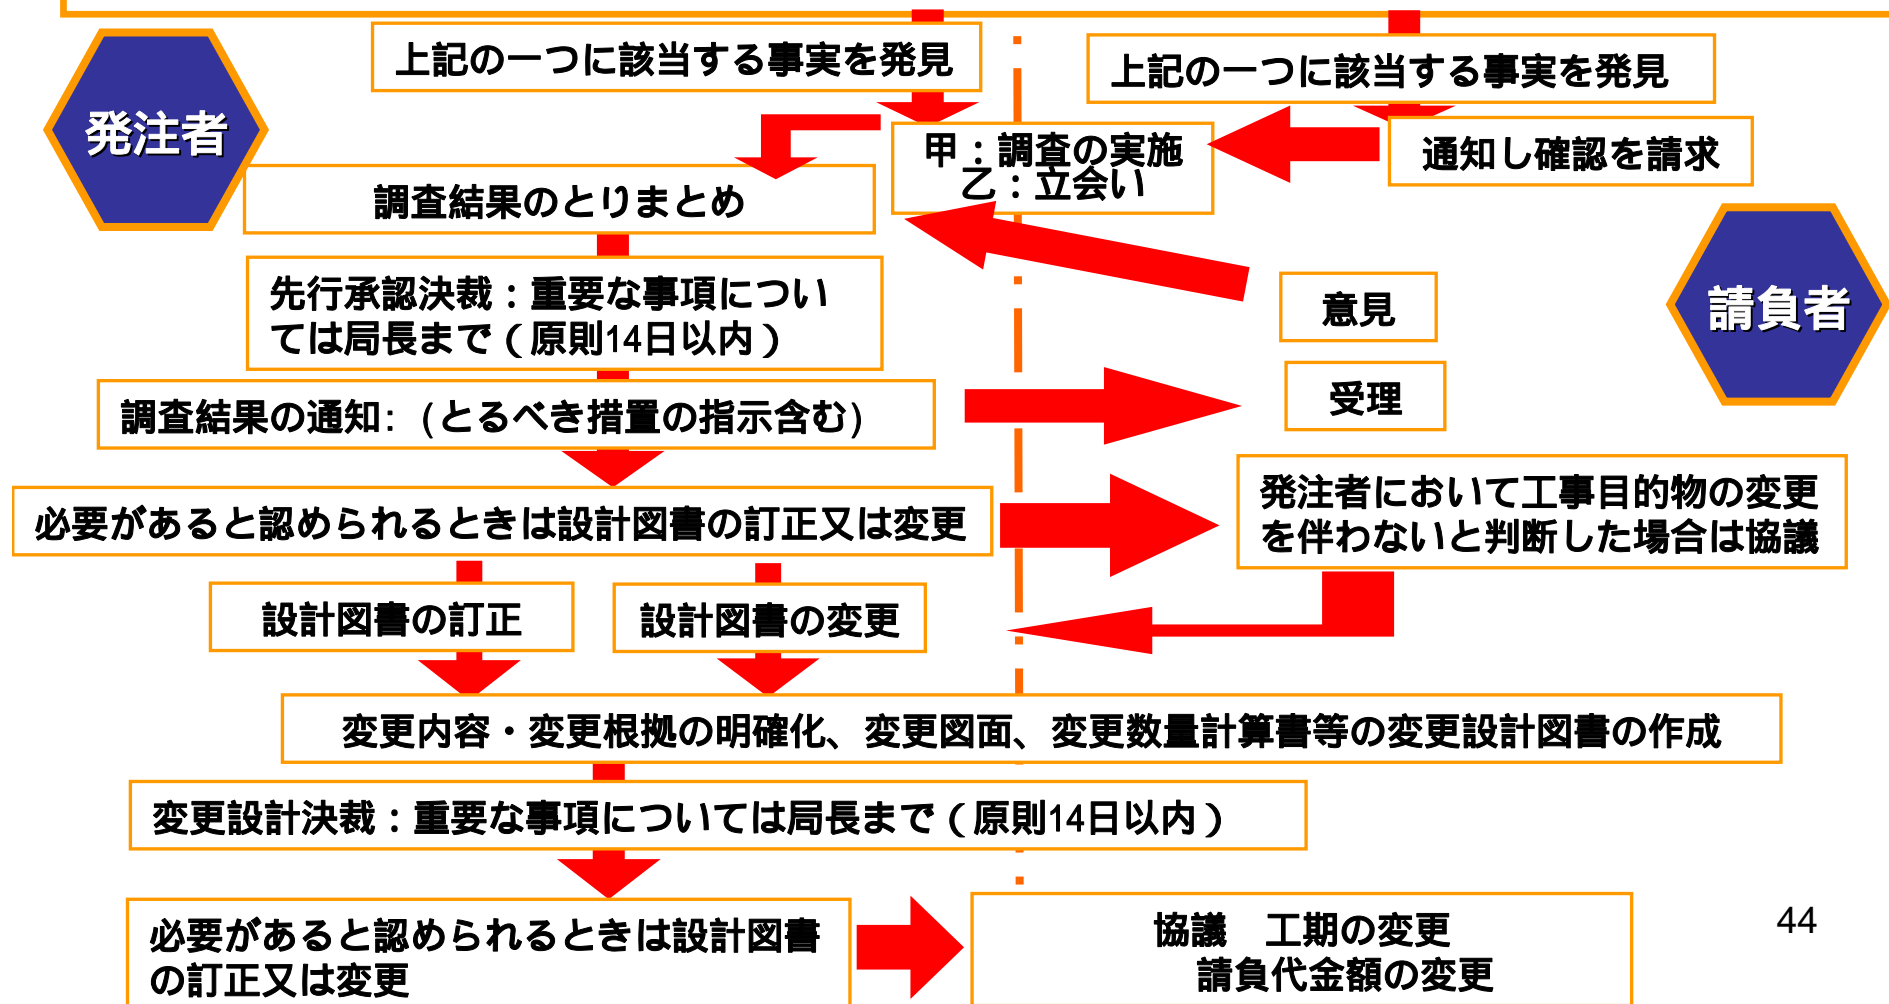 上記の一つに該当する事実を発見
上記の一つに該当する事実を発見
発注者
甲：調査の実施
乙：立会い
通知し確認を請求
調査結果のとりまとめ
先行承認決裁：重要な事項につい
ては局長まで（原則14日以内）
意見
請負者
受理
調査結果の通知:（とるべき措置の指示含む）
必要があると認められるときは設計図書の訂正又は変更
発注者において工事目的物の変更
を伴わないと判断した場合は協議
設計図書の訂正
設計図書の変更
変更内容・変更根拠の明確化、変更図面、変更数量計算書等の変更設計図書の作成
変更設計決裁：重要な事項については局長まで（原則14日以内）
必要があると認められるときは設計図書
の訂正又は変更
協議　工期の変更
請負代金額の変更
44